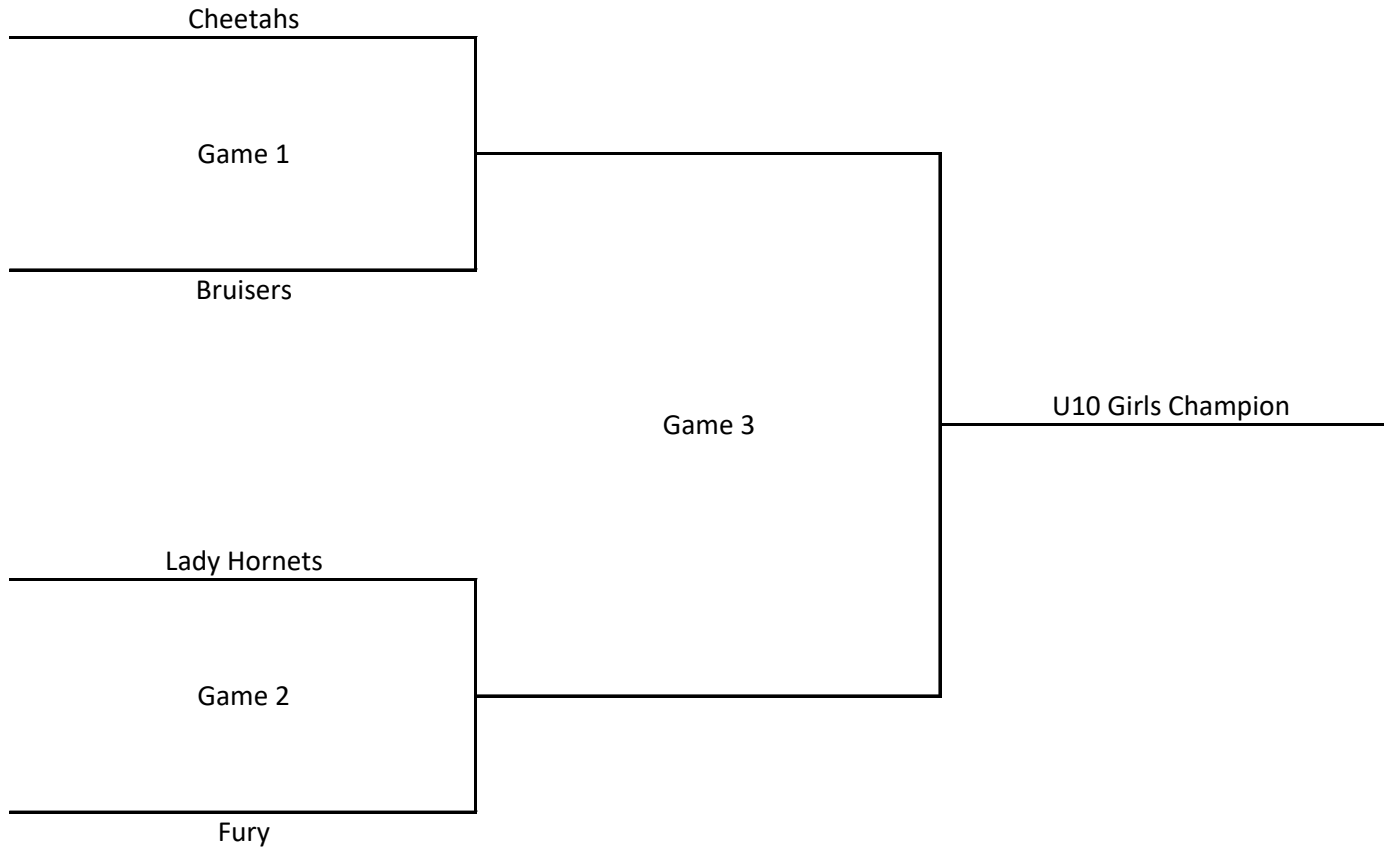 Cheetahs
Game 1
Bruisers
Game 3
U10 Girls Champion
Lady Hornets
Game 2
Fury